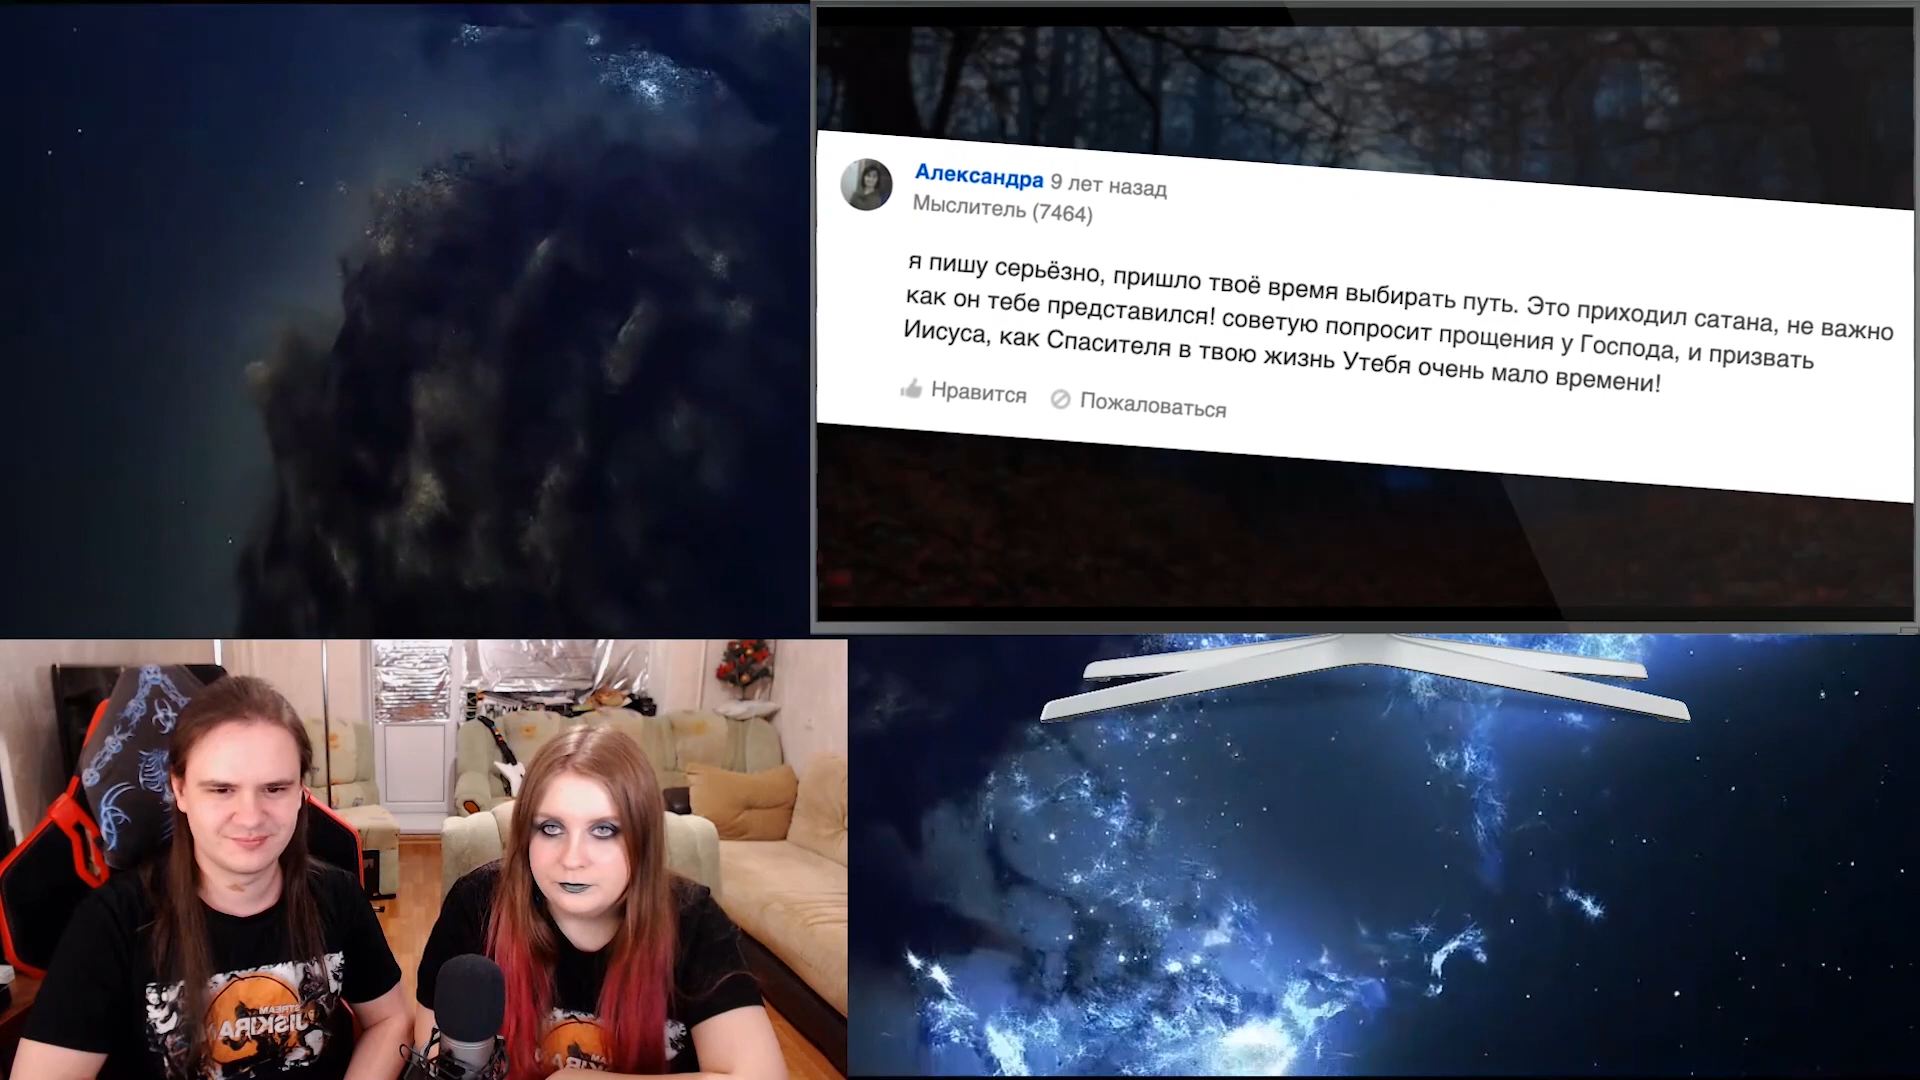 Александра 9 лет назад
Мыслитель (7464)
я пишу серьёзно, пришло твоё время выбирать путь. Это приходил сатана, не важно
как он тебе представился! советую попросит прощения у Господа, и призвать
Иисуса, как Спасителя в твою жизнь Утебя очень мало времени!
Нравится Пожаловаться
STREAM
JISKIRA